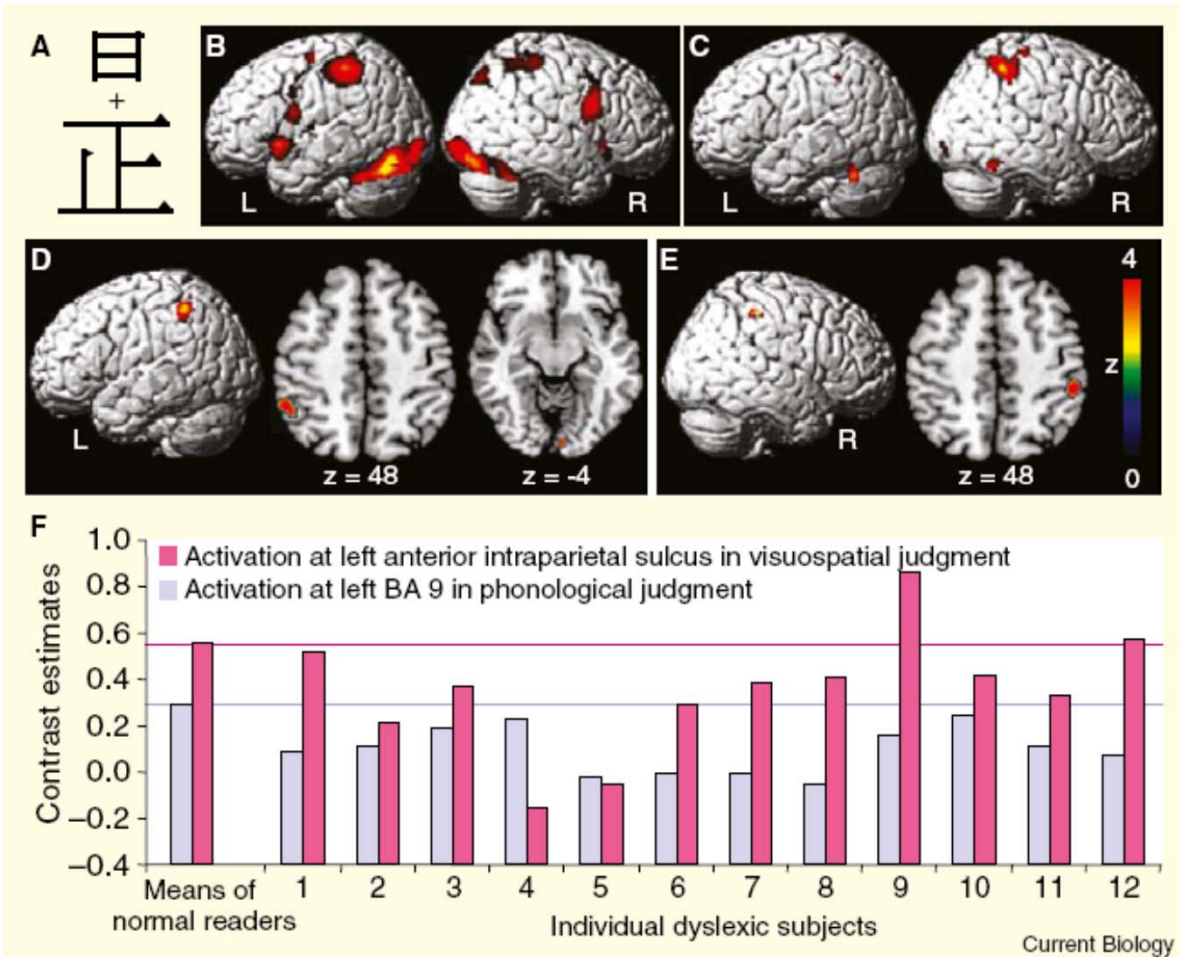 A
目
+
正
B
L
R
C
L
R
D
L
z = 48
z = -4
E
R
z = 48
4
z
0
F
Contrast estimates
1.0
0.8
0.6
0.4
0.2
0.0
–0.2
–0.4
Activation at left anterior intraparietal sulcus in visuospatial judgment
Activation at left BA 9 in phonological judgment
Means of
normal readers
1 2 3 4 5 6 7 8 9 10 11 12
Individual dyslexic subjects
Current Biology